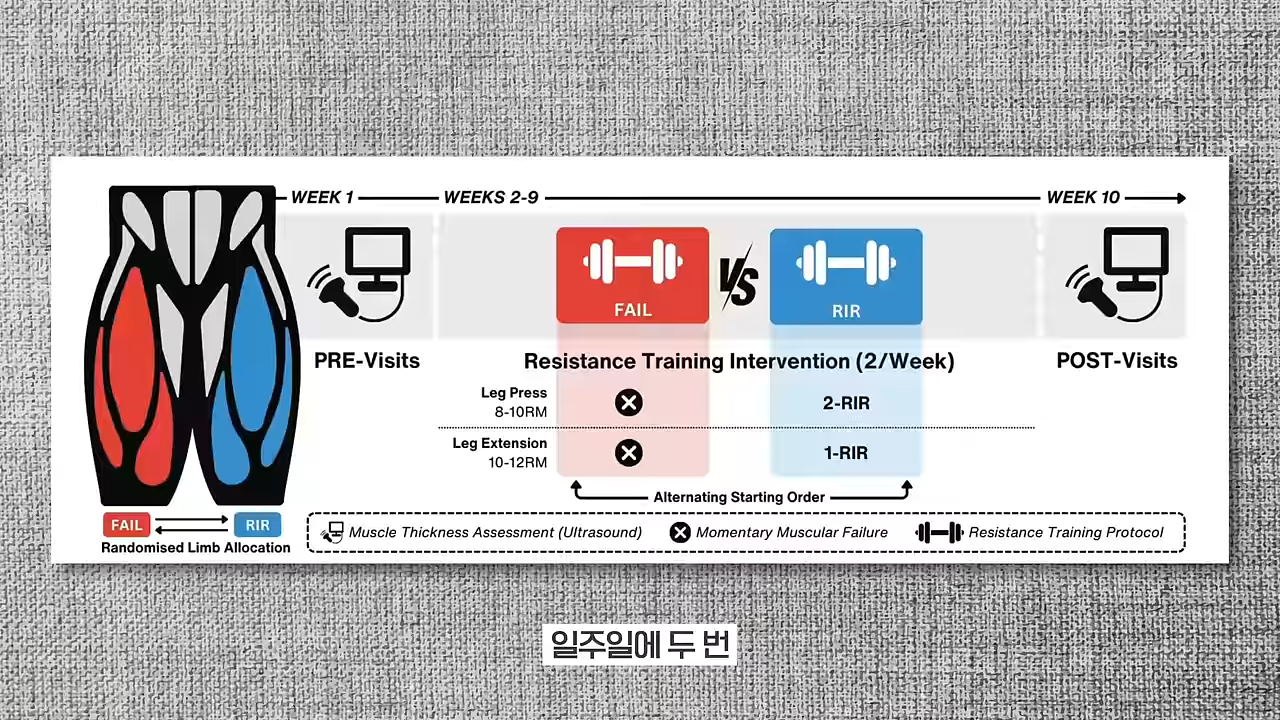 WEEK 1
WEEKS 2-9
WEEK 10
FAIL
VS
RIR
PRE-Visits
Resistance Training Intervention (2/Week)
POST-Visits
Leg Press
8-10RM
2-RIR
Leg Extension
10-12RM
1-RIR
Alternating Starting Order
FAIL
RIR
Randomised Limb Allocation
Muscle Thickness Assessment (Ultrasound)
Momentary Muscular Failure
Resistance Training Protocol
일주일에 두 번